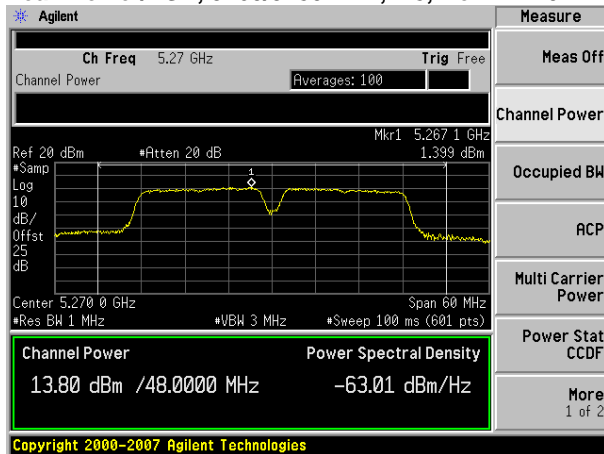 Agilent
Measure
Ch Freq 5.27 GHz Trig Free
Meas Off
Channel Power Averages: 100
Channel Power
Mkr1 5.267 1 GHz
Ref 20 dBm #Atten 20 dB 1.399 dBm
#Samp
1
Log
10
dB/
Offst
25
dB
Occupied BW
ACP
Center 5.270 0 GHz Span 60 MHz
#Res BW 1 MHz #VBW 3 MHz #Sweep 100 ms (601 pts)
Multi Carrier
Power
Channel Power Power Spectral Density
13.80 dBm /48.0000 MHz -63.01 dBm/Hz
Power Stat
CCDF
More
1 of 2
Copyright 2000-2007 Agilent Technologies